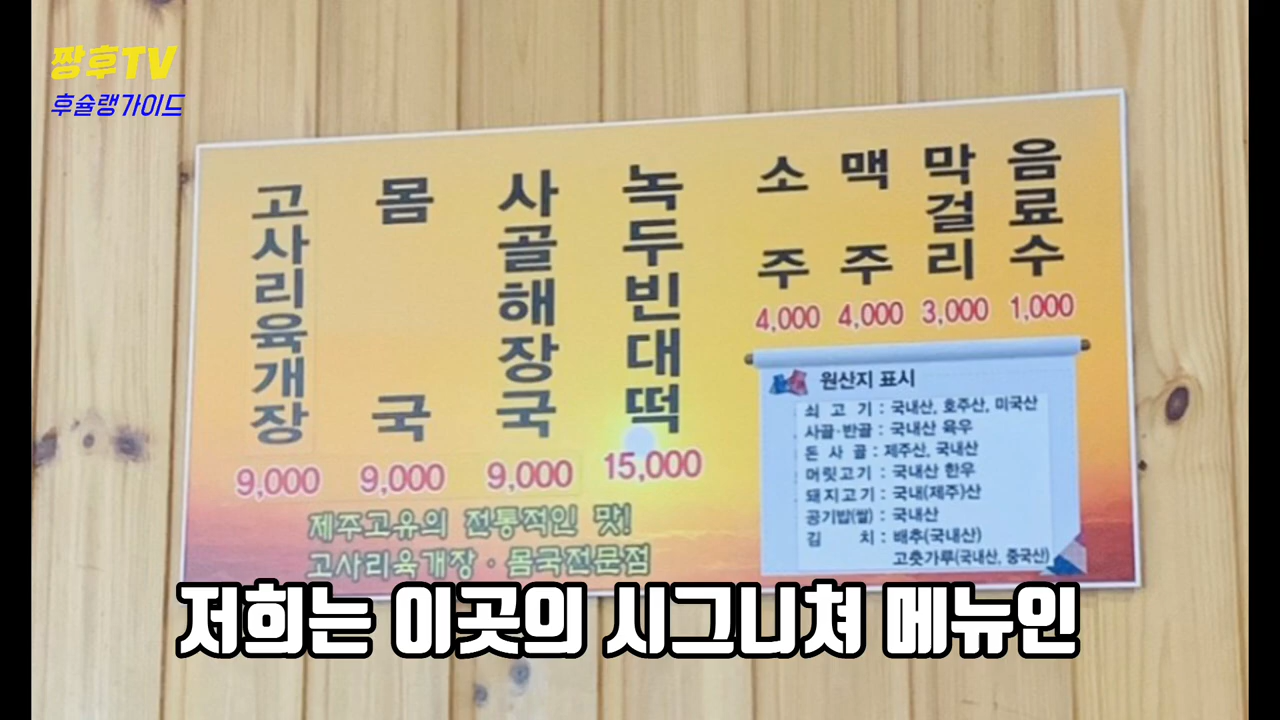 짱후TV
후슐랭가이드
고사리육개장 9,000
몸국 9,000
사골해장국 9,000
녹두빈대떡 15,000
소주 4,000
맥주 4,000
막걸리 3,000
음료수 1,000
제주고유의 전통적인 맛!
고사리육개장 · 몸국전문점
원산지 표시
쇠고기 : 국내산, 호주산, 미국산
사골·반골 : 국내산 육우
돈사골 : 제주산, 국내산
머릿고기 : 국내산 한우
돼지고기 : 국내(제주)산
공기밥(쌀) : 국내산
김치 : 배추(국내산)
고춧가루(국내산, 중국산)
저희는 이곳의 시그니쳐 메뉴인